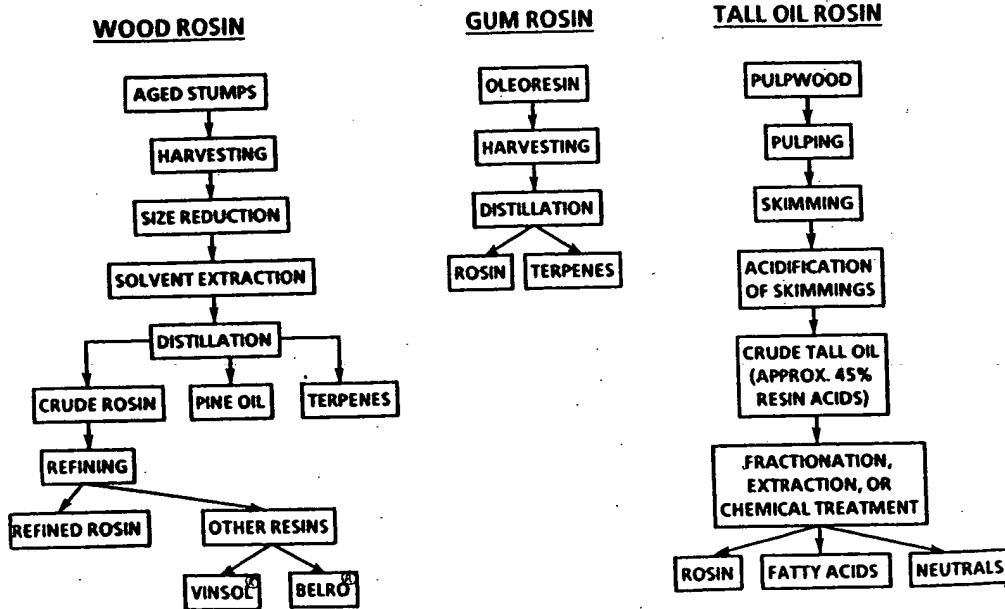 WOOD ROSIN
AGED STUMPS
HARVESTING
SIZE REDUCTION
SOLVENT EXTRACTION
DISTILLATION
CRUDE ROSIN
PINE OIL
TERPENES
REFINING
REFINED ROSIN
OTHER RESINS
VINSOL®
BELRO®
GUM ROSIN
OLEORESIN
HARVESTING
DISTILLATION
ROSIN
TERPENES
TALL OIL ROSIN
PULPWOOD
PULPING
SKIMMING
ACIDIFICATION
OF SKIMMINGS
CRUDE TALL OIL
(APPROX. 45%
RESIN ACIDS)
FRACTIONATION,
EXTRACTION, OR
CHEMICAL TREATMENT
ROSIN
FATTY ACIDS
NEUTRALS